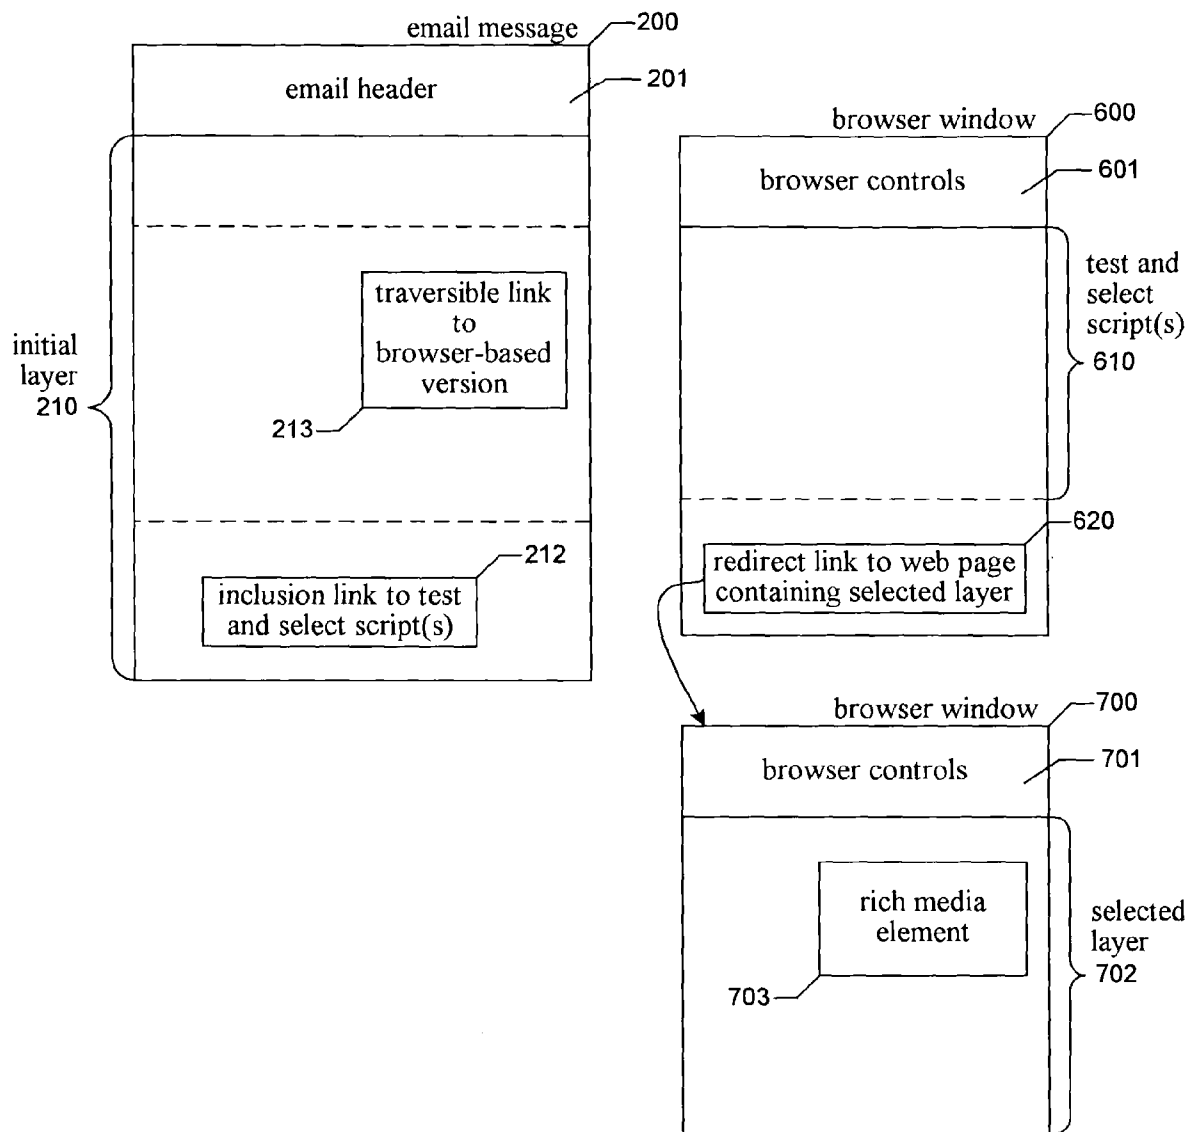 email message
200
email header
201
initial
layer
210
traversible link
to
browser-based
version
213
212
inclusion link to test
and select script(s)
browser window
600
browser controls
601
test and
select
script(s)
610
620
redirect link to web page
containing selected layer
browser window
700
browser controls
701
rich media
element
703
selected
layer
702